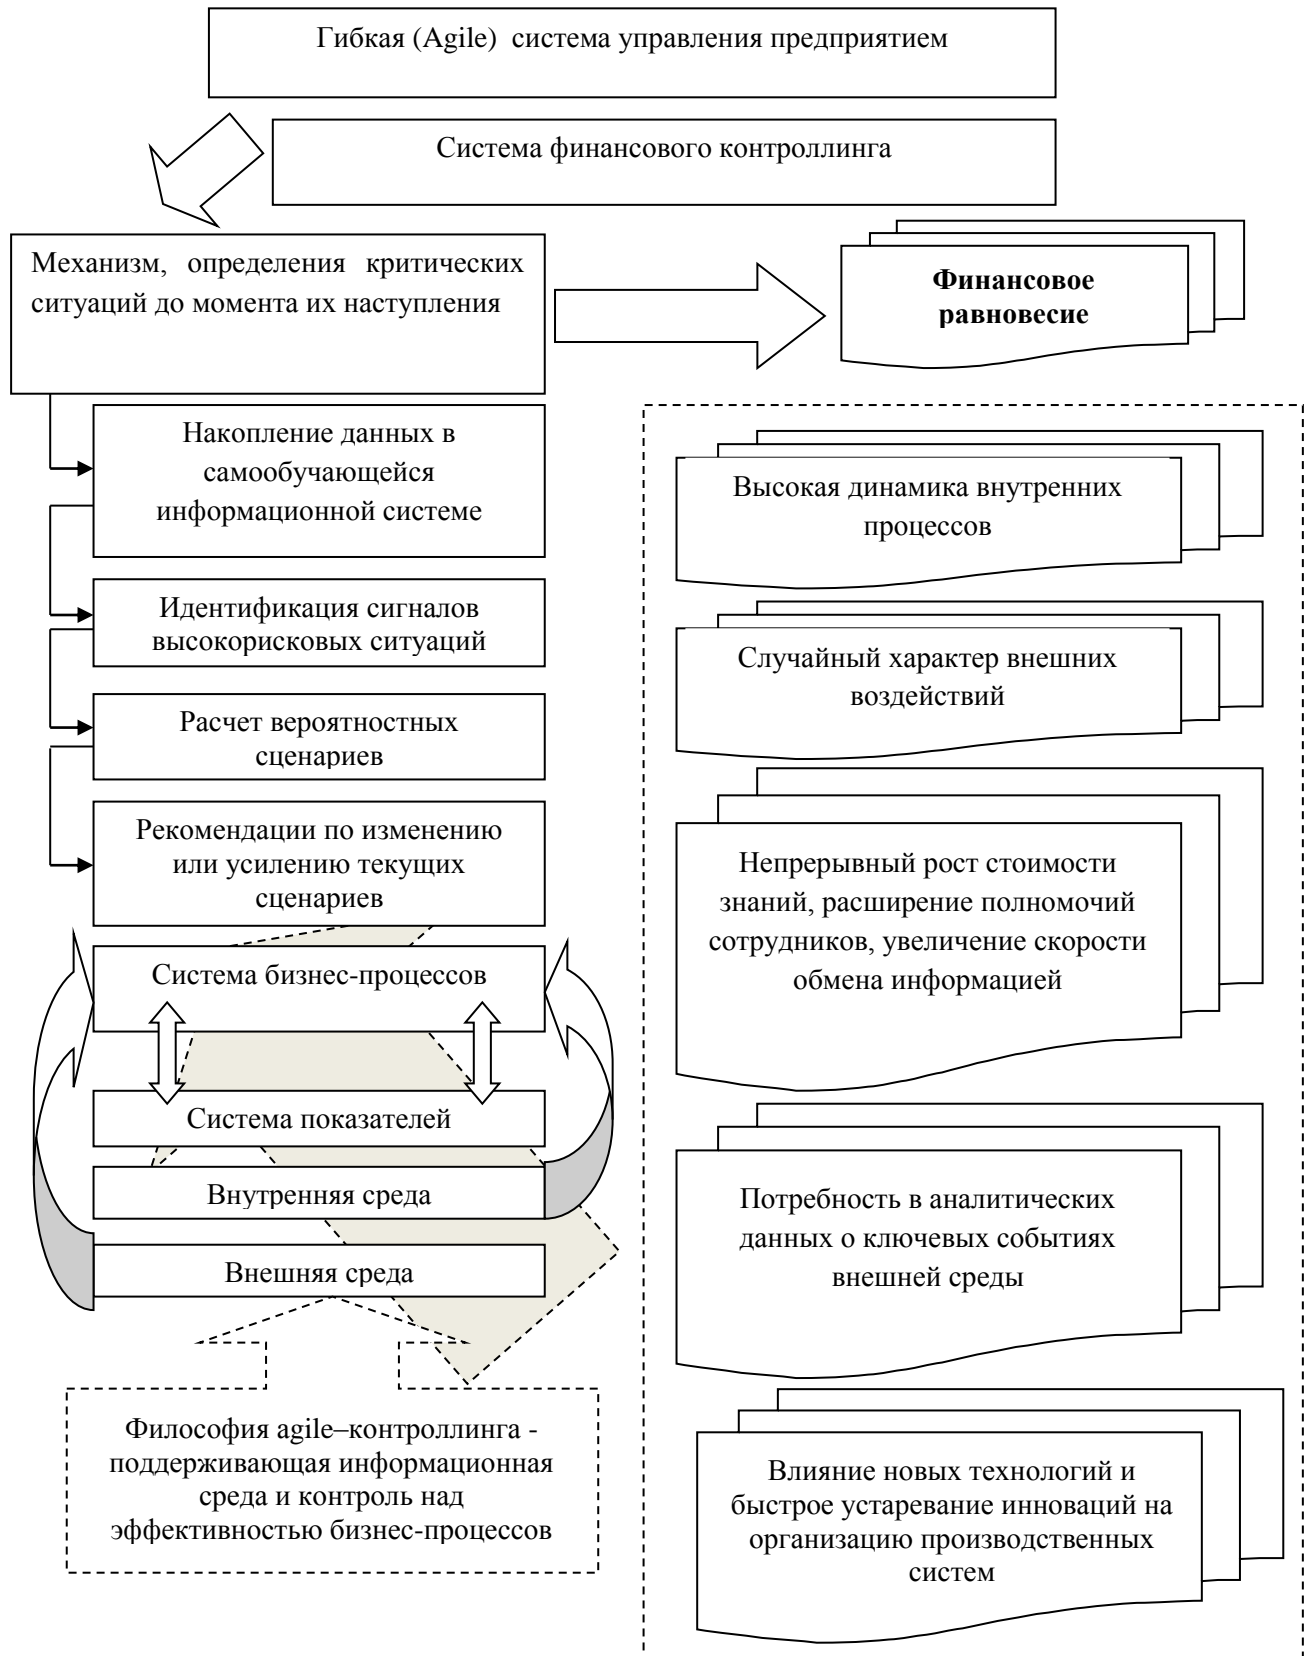 Гибкая (Agile) система управления предприятием
Система финансового контроллинга
Механизм, определения критических
ситуаций до момента их наступления
Финансовое
равновесие
Накопление данных в
самообучающейся
информационной системе
Идентификация сигналов
высокорисковых ситуаций
Расчет вероятностных
сценариев
Рекомендации по изменению
или усилению текущих
сценариев
Система бизнес-процессов
Система показателей
Внутренняя среда
Внешняя среда
Философия agile–контроллинга -
поддерживающая информационная
среда и контроль над
эффективностью бизнес-процессов
Высокая динамика внутренних
процессов
Случайный характер внешних
воздействий
Непрерывный рост стоимости
знаний, расширение полномочий
сотрудников, увеличение скорости
обмена информацией
Потребность в аналитических
данных о ключевых событиях
внешней среды
Влияние новых технологий и
быстрое устаревание инноваций на
организацию производственных
систем